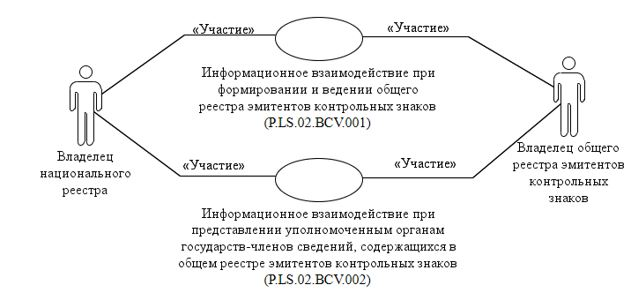 «Участие»
«Участие»
Информационное взаимодействие при
формировании и ведении общего
реестра эмитентов контрольных знаков
(P.LS.02.BCV.001)
Владелец
национального
реестра
Владелец общего
реестра эмитентов
контрольных
знаков
«Участие»
«Участие»
Информационное взаимодействие при
представлении уполномоченным органам
государств-членов сведений, содержащихся в
общем реестре эмитентов контрольных знаков
(P.LS.02.BCV.002)